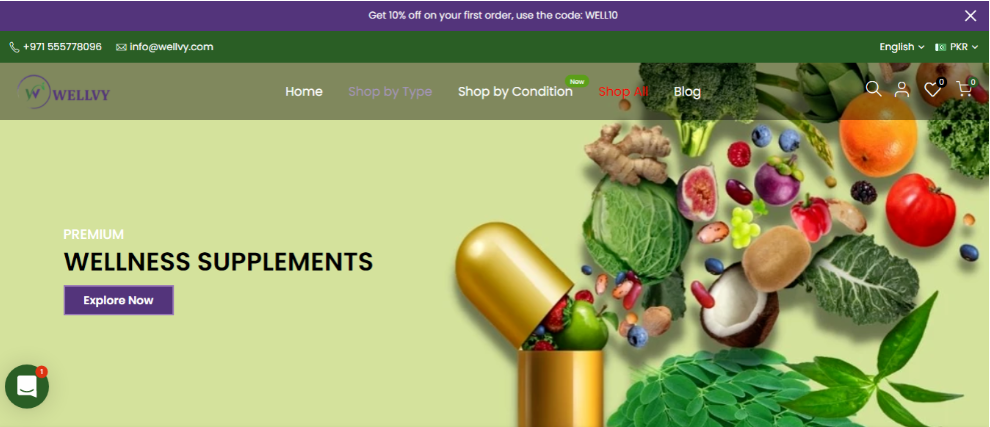 Get 10% off on your first order, use the code: WELL10
+971 555778096 info@wellvy.com English PKR
WELLVY Home Shop by Type Shop by Condition New Shop All Blog 0 0
PREMIUM
WELLNESS SUPPLEMENTS
Explore Now
1